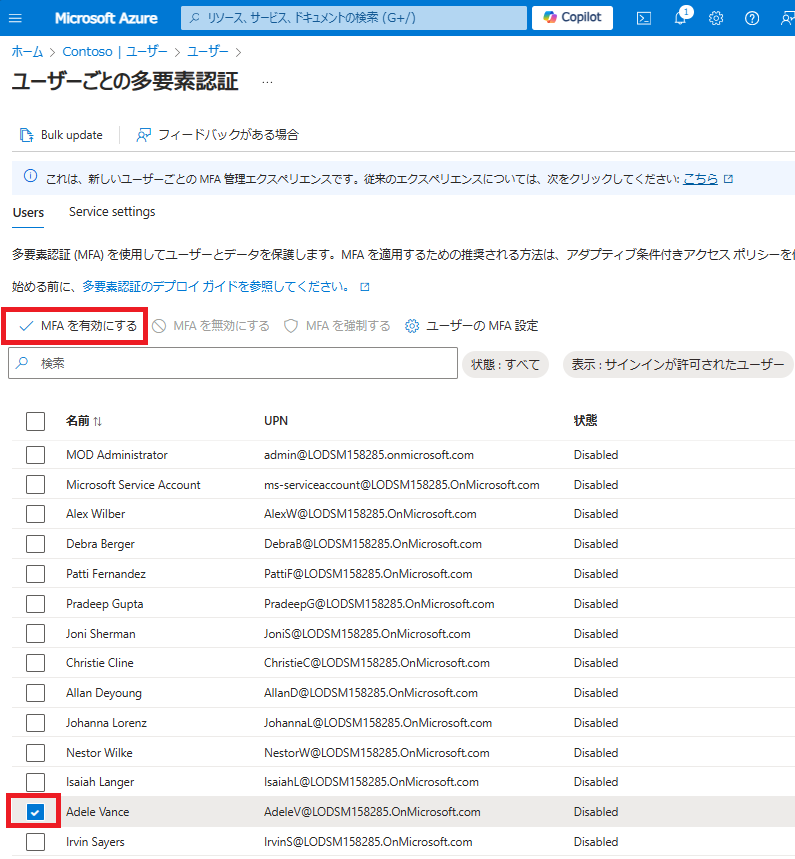 Microsoft Azure
リソース、サービス、ドキュメントの検索 (G+/)
Copilot
1
ホーム > Contoso | ユーザー > ユーザー >
ユーザーごとの多要素認証 ...
Bulk update
フィードバックがある場合
これは、新しいユーザーごとの MFA 管理エクスペリエンスです。従来のエクスペリエンスについては、次をクリックしてください: こちら
Users
Service settings
多要素認証 (MFA) を使用してユーザーとデータを保護します。MFA を適用するための推奨される方法は、アダプティブ条件付きアクセス ポリシーを
始める前に、多要素認証のデプロイ ガイドを参照してください。
MFA を有効にする
MFA を無効にする
MFA を強制する
ユーザーの MFA 設定
検索
状態 : すべて
表示 : サインインが許可されたユーザー
名前 ↑↓ UPN 状態
MOD Administrator admin@LODSM158285.onmicrosoft.com Disabled
Microsoft Service Account ms-serviceaccount@LODSM158285.OnMicrosoft.com Disabled
Alex Wilber AlexW@LODSM158285.OnMicrosoft.com Disabled
Debra Berger DebraB@LODSM158285.OnMicrosoft.com Disabled
Patti Fernandez PattiF@LODSM158285.OnMicrosoft.com Disabled
Pradeep Gupta PradeepG@LODSM158285.OnMicrosoft.com Disabled
Joni Sherman JoniS@LODSM158285.OnMicrosoft.com Disabled
Christie Cline ChristieC@LODSM158285.OnMicrosoft.com Disabled
Allan Deyoung AllanD@LODSM158285.OnMicrosoft.com Disabled
Johanna Lorenz JohannaL@LODSM158285.OnMicrosoft.com Disabled
Nestor Wilke NestorW@LODSM158285.OnMicrosoft.com Disabled
Isaiah Langer IsaiahL@LODSM158285.OnMicrosoft.com Disabled
Adele Vance AdeleV@LODSM158285.OnMicrosoft.com Disabled
Irvin Sayers IrvinS@LODSM158285.OnMicrosoft.com Disabled